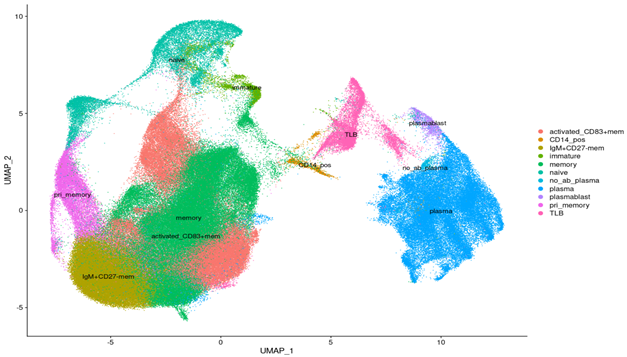 10
5
0
-5
UMAP_2
-5
0
5
10
UMAP_1
naive
immature
TLB
plasmablast
CD14_pos
no_ab_plasma
pri_memory
plasma
memory
activated_CD83+mem
IgM+CD27-mem
activated_CD83+mem
CD14_pos
IgM+CD27-mem
immature
memory
naive
no_ab_plasma
plasma
plasmablast
pri_memory
TLB